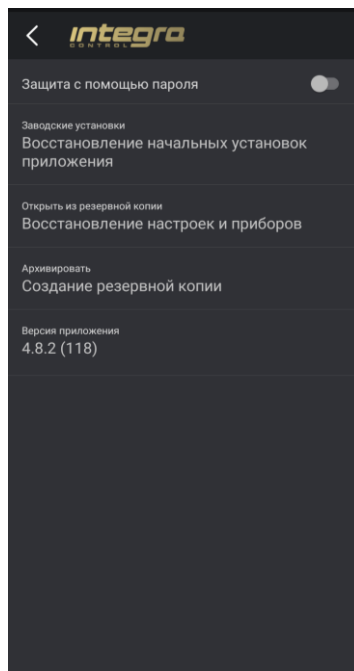 Integra
CONTROL
Защита с помощью пароля
Заводские установки
Восстановление начальных установок
приложения
Открыть из резервной копии
Восстановление настроек и приборов
Архивировать
Создание резервной копии
Версия приложения
4.8.2 (118)